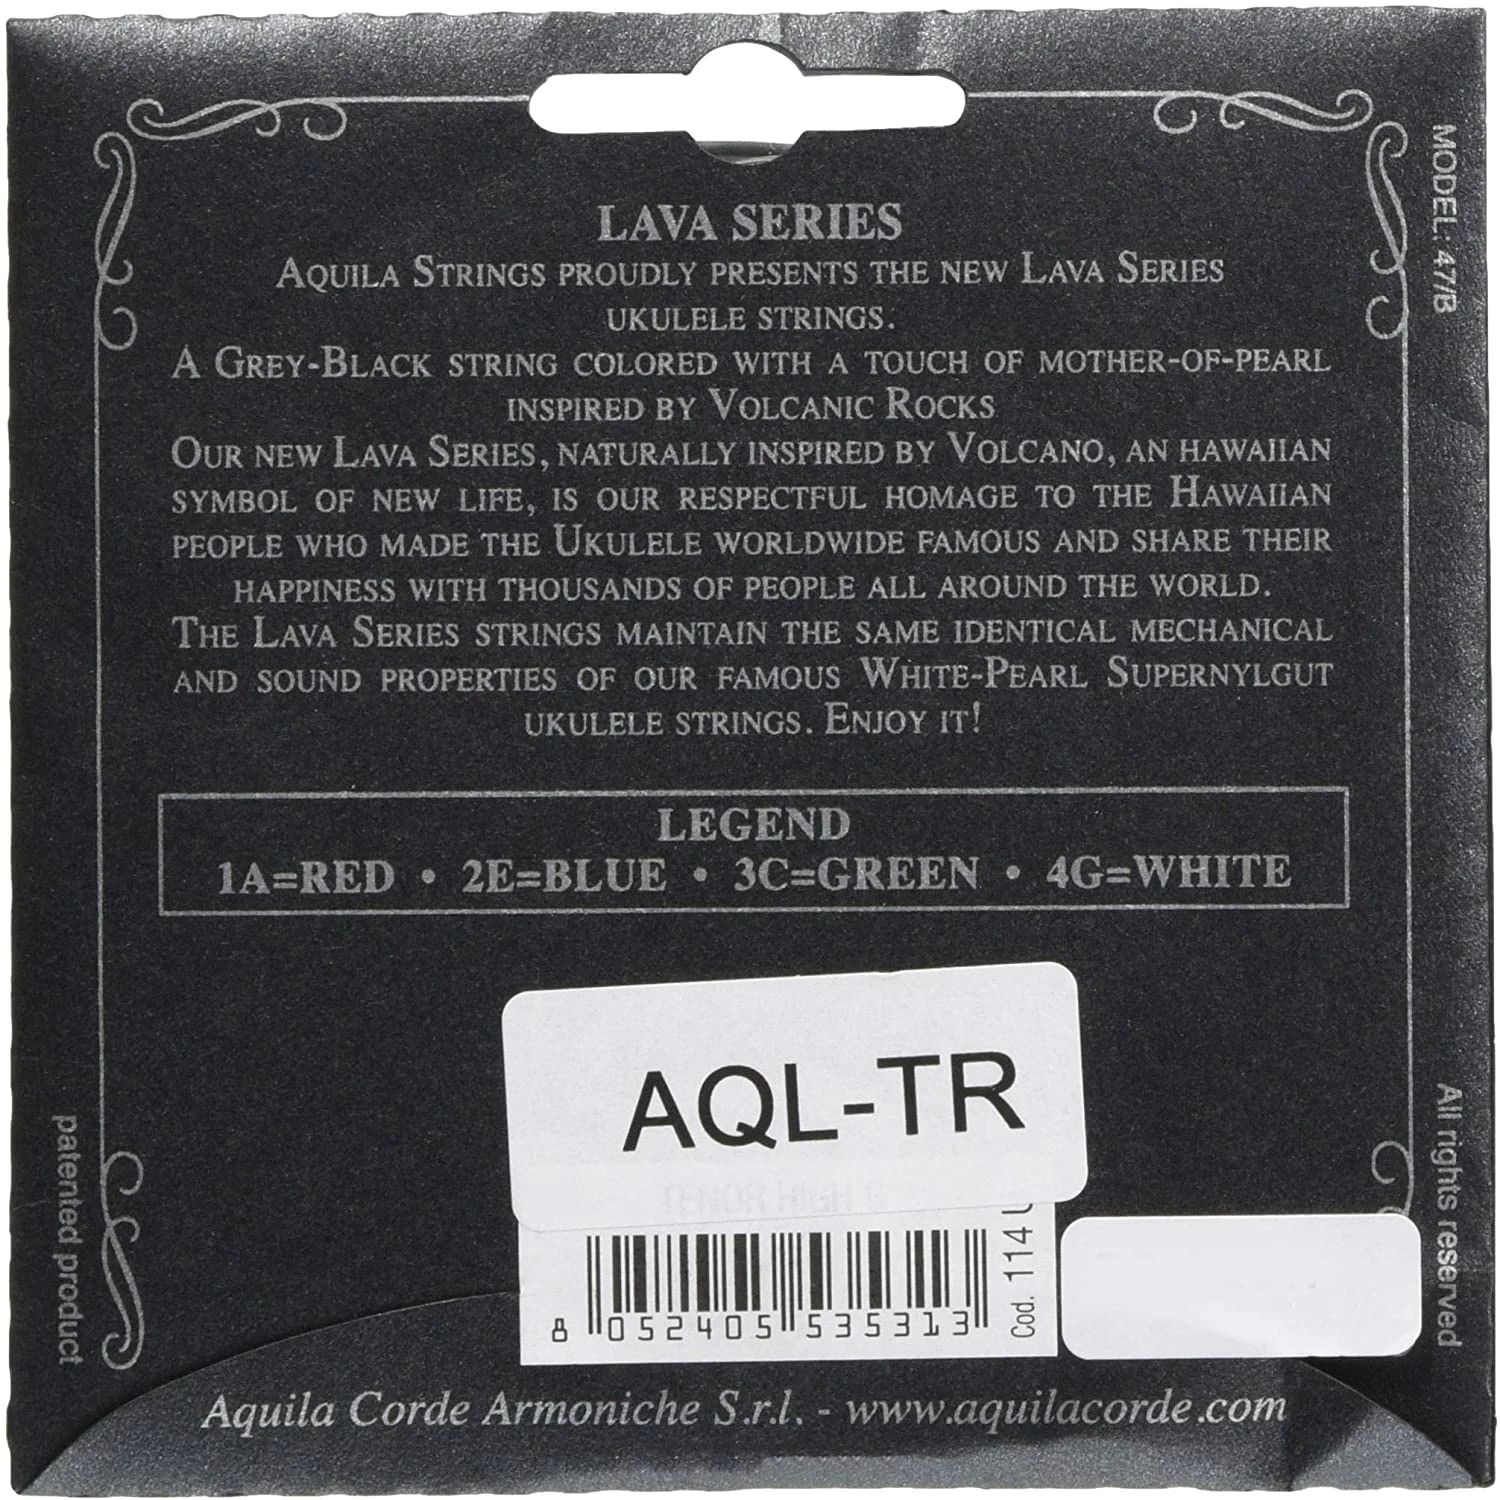 LAVA SERIES
AQUILA STRINGS PROUDLY PRESENTS THE NEW LAVA SERIES
UKULELE STRINGS.
A GREY-BLACK STRING COLORED WITH A TOUCH OF MOTHER-OF-PEARL
INSPIRED BY VOLCANIC ROCKS
OUR NEW LAVA SERIES, NATURALLY INSPIRED BY VOLCANO, AN HAWAIIAN
SYMBOL OF NEW LIFE, IS OUR RESPECTFUL HOMAGE TO THE HAWAIIAN
PEOPLE WHO MADE THE UKULELE WORLDWIDE FAMOUS AND SHARE THEIR
HAPPINESS WITH THOUSANDS OF PEOPLE ALL AROUND THE WORLD.
THE LAVA SERIES STRINGS MAINTAIN THE SAME IDENTICAL MECHANICAL
AND SOUND PROPERTIES OF OUR FAMOUS WHITE-PEARL SUPERNYLGUT
UKULELE STRINGS. ENJOY IT!
MODEL: 47/B
LEGEND
1A=RED • 2E=BLUE • 3C=GREEN • 4G=WHITE
AQL-TR
TENOR HIGH G
8 052405 535313
Cod. 114 U
patented product
All rights reserved
Aquila Corde Armoniche S.r.l. - www.aquilacorde.com